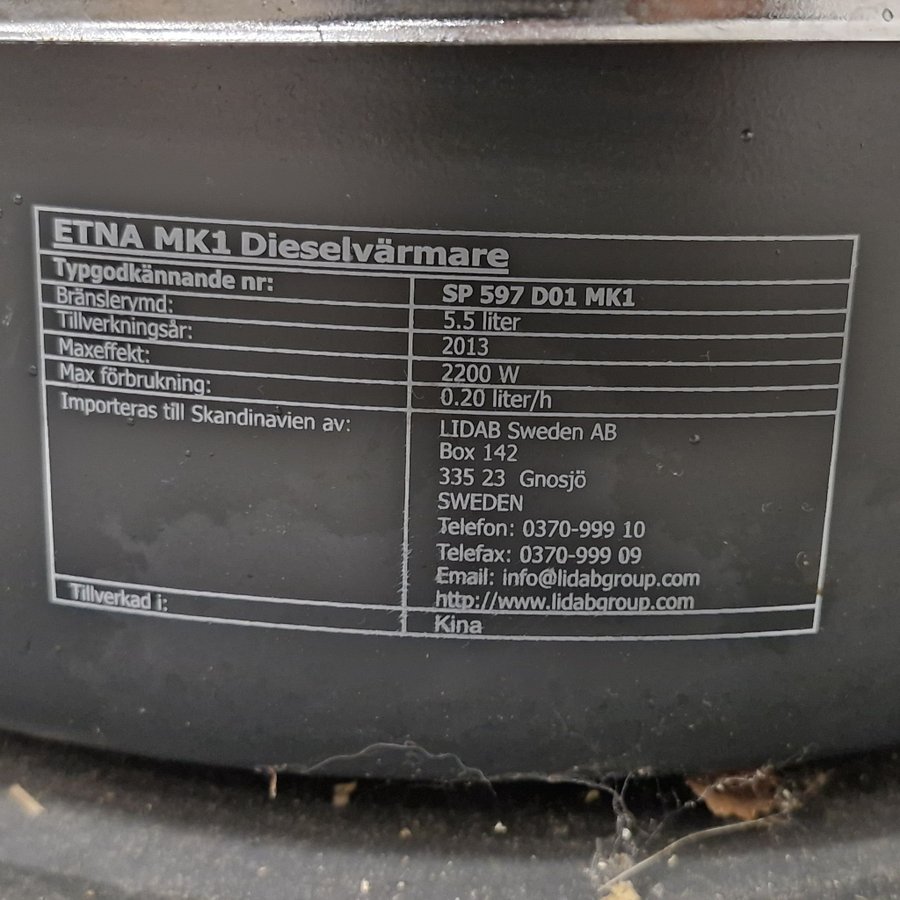 ETNA MK1 Dieselvärmare
Typgodkännande nr: SP 597 D01 MK1
Bränslerymd: 5.5 liter
Tillverkningsår: 2013
Maxeffekt: 2200 W
Max förbrukning: 0.20 liter/h
Importeras till Skandinavien av: LIDAB Sweden AB
Box 142
335 23 Gnosjö
SWEDEN
Telefon: 0370-999 10
Telefax: 0370-999 09
Email: info@lidabgroup.com
http://www.lidabgroup.com
Tillverkad i: Kina